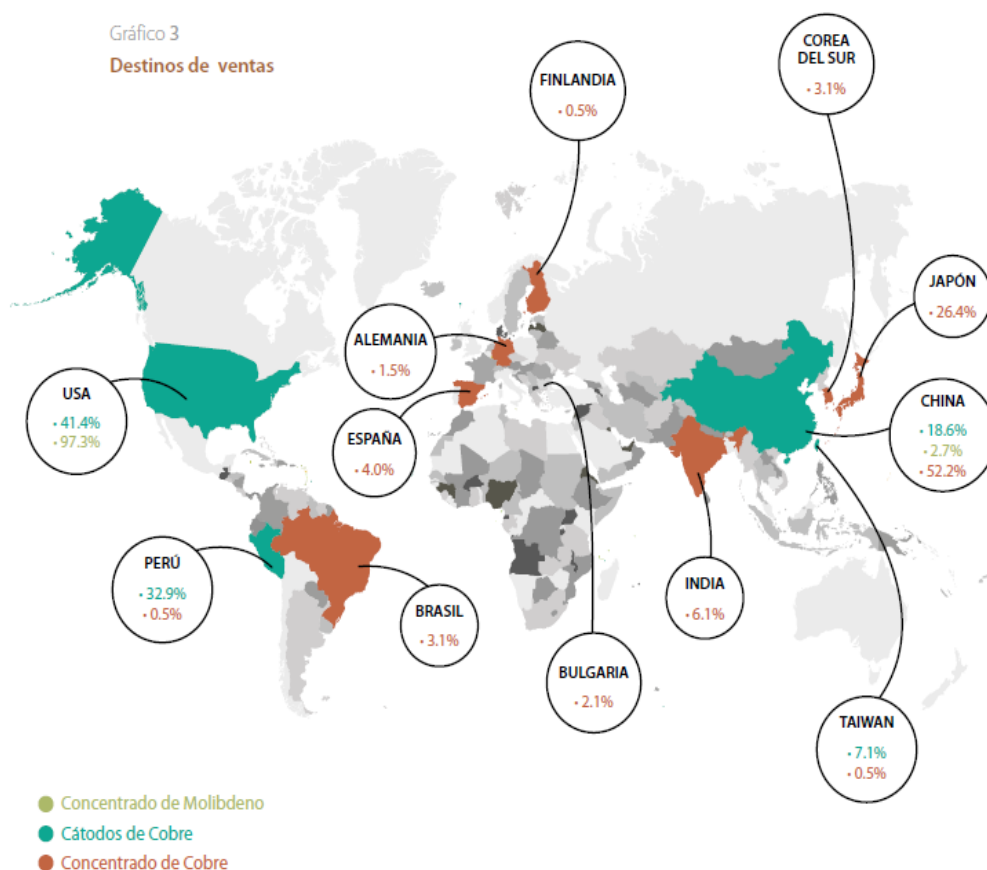 Gráfico 3
Destinos de ventas
FINLANDIA
• 0.5%
COREA
DEL SUR
• 3.1%
JAPÓN
• 26.4%
ALEMANIA
• 1.5%
USA
• 41.4%
• 97.3%
ESPAÑA
• 4.0%
CHINA
• 18.6%
• 2.7%
• 52.2%
PERÚ
• 32.9%
• 0.5%
BRASIL
• 3.1%
INDIA
• 6.1%
BULGARIA
• 2.1%
TAIWAN
• 7.1%
• 0.5%
Concentrado de Molibdeno
Cátodos de Cobre
Concentrado de Cobre